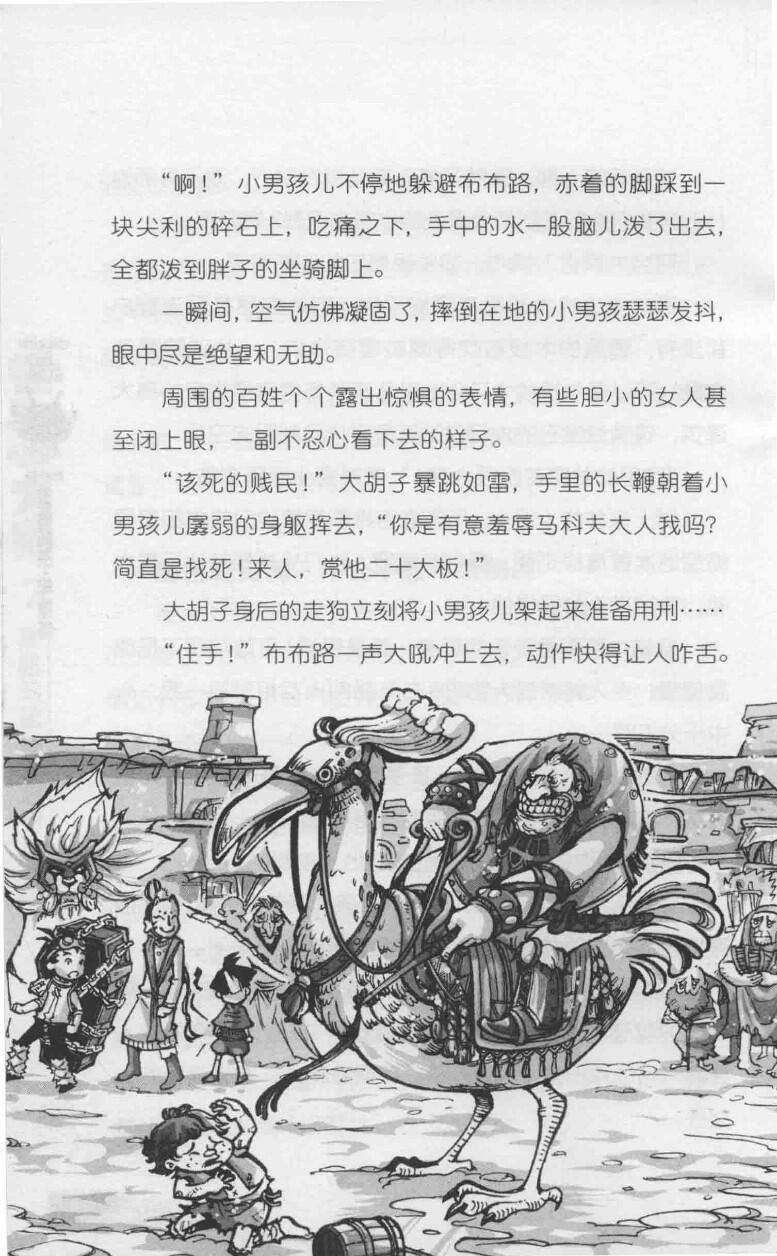 “啊！”小男孩儿不停地躲避布布路，赤着的脚踩到一
块尖利的碎石上，吃痛之下，手中的水一股脑儿泼了出去，
全都泼到胖子的坐骑脚上。
一瞬间，空气仿佛凝固了，摔倒在地的小男孩瑟瑟发抖，
眼中尽是绝望和无助。
周围的百姓个个露出惊惧的表情，有些胆小的女人甚
至闭上眼，一副不忍心看下去的样子。
“该死的贱民！”大胡子暴跳如雷，手里的长鞭朝着小
男孩儿孱弱的身躯挥去，“你是有意羞辱马科夫大人我吗？
简直是找死！来人，赏他二十大板！”
大胡子身后的走狗立刻将小男孩儿架起来准备用刑……
“住手！”布布路一声大吼冲上去，动作快得让人咋舌。